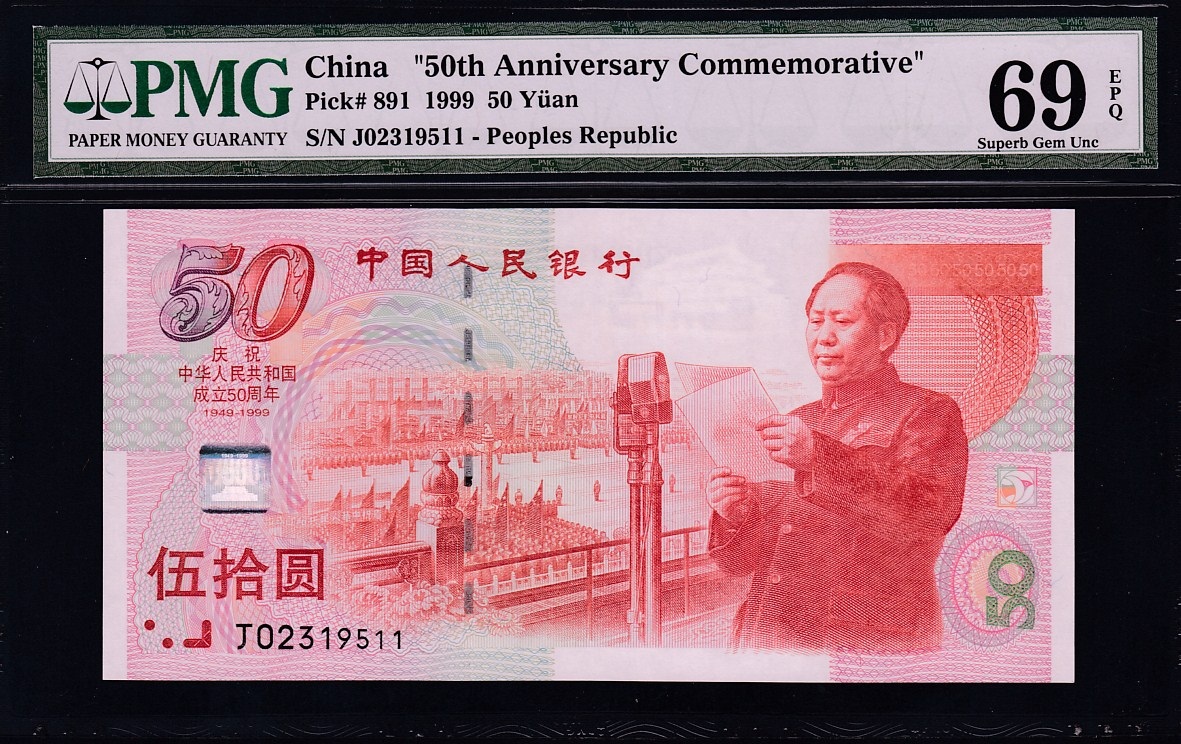 PMG
PAPER MONEY GUARANTY
China "50th Anniversary Commemorative"
Pick# 891 1999 50 Yüan
S/N J02319511 - Peoples Republic
69
EPQ
Superb Gem Unc
50
中国人民银行
5050505050
庆祝
中华人民共和国
成立50周年
1949-1999
伍拾圆
J02319511
50